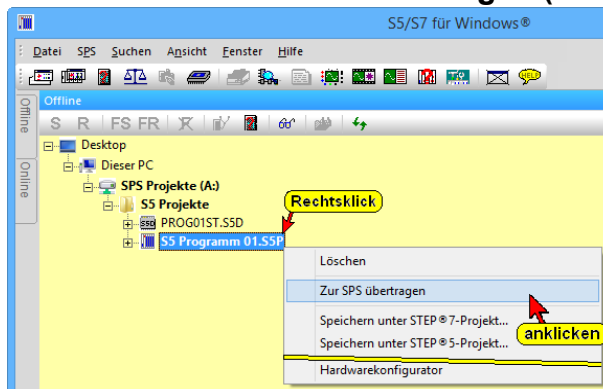 S5/S7 für Windows®
Datei SPS Suchen Ansicht Fenster Hilfe
HELP
Offline
Offline
Online
S R FS FR
Desktop
Dieser PC
SPS Projekte (A:)
S5 Projekte
S5D PROG01ST.S5D
S5 Programm 01.S5P
Rechtsklick
Löschen
Zur SPS übertragen
Speichern unter STEP®7-Projekt...
anklicken
Speichern unter STEP®5-Projekt...
Hardwarekonfigurator